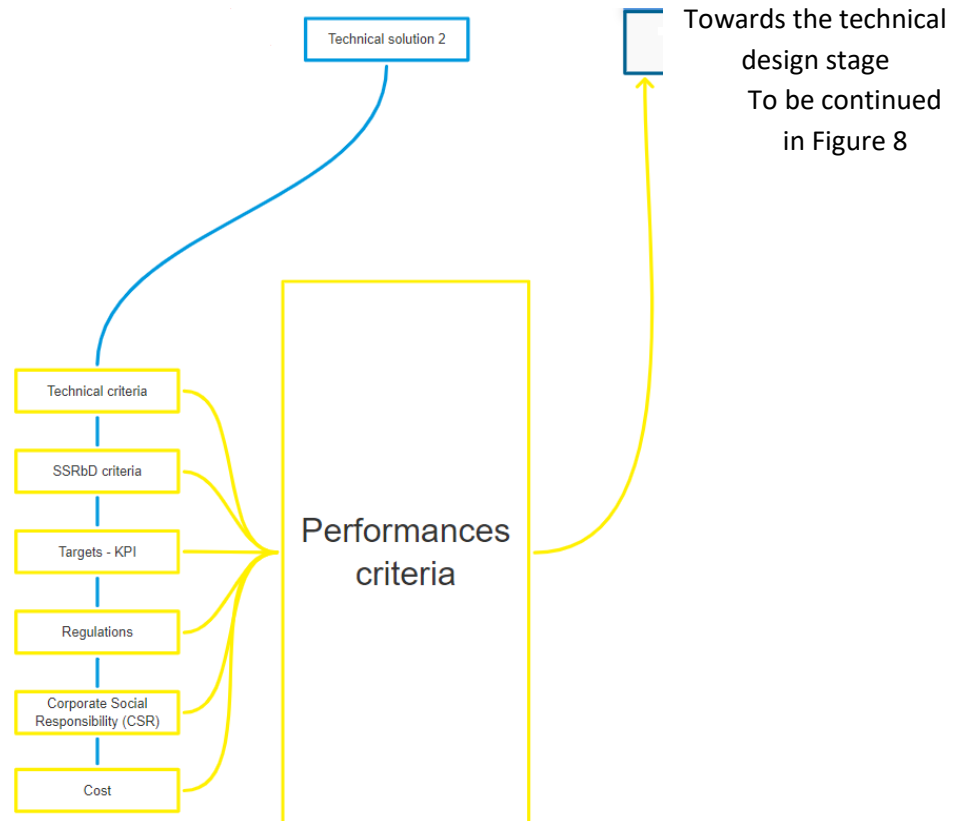 Technical solution 2
Towards the technical
design stage
To be continued
in Figure 8
Technical criteria
SSRbD criteria
Targets - KPI
Regulations
Corporate Social
Responsibility (CSR)
Cost
Performances
criteria